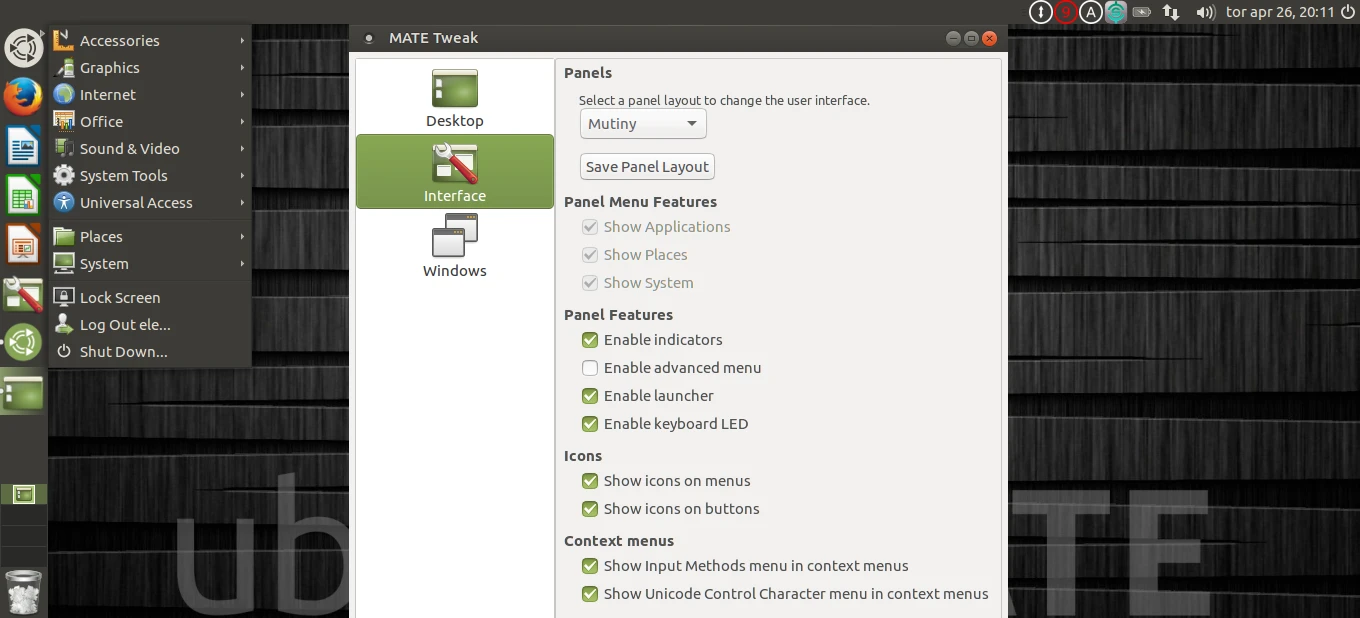 9 A tor apr 26, 20:11
Accessories
Graphics
Internet
Office
Sound & Video
System Tools
Universal Access
Places
System
Lock Screen
Log Out ele...
Shut Down...
MATE Tweak
Desktop
Interface
Windows
Panels
Select a panel layout to change the user interface.
Mutiny
Save Panel Layout
Panel Menu Features
Show Applications
Show Places
Show System
Panel Features
Enable indicators
Enable advanced menu
Enable launcher
Enable keyboard LED
Icons
Show icons on menus
Show icons on buttons
Context menus
Show Input Methods menu in context menus
Show Unicode Control Character menu in context menus
ub TE